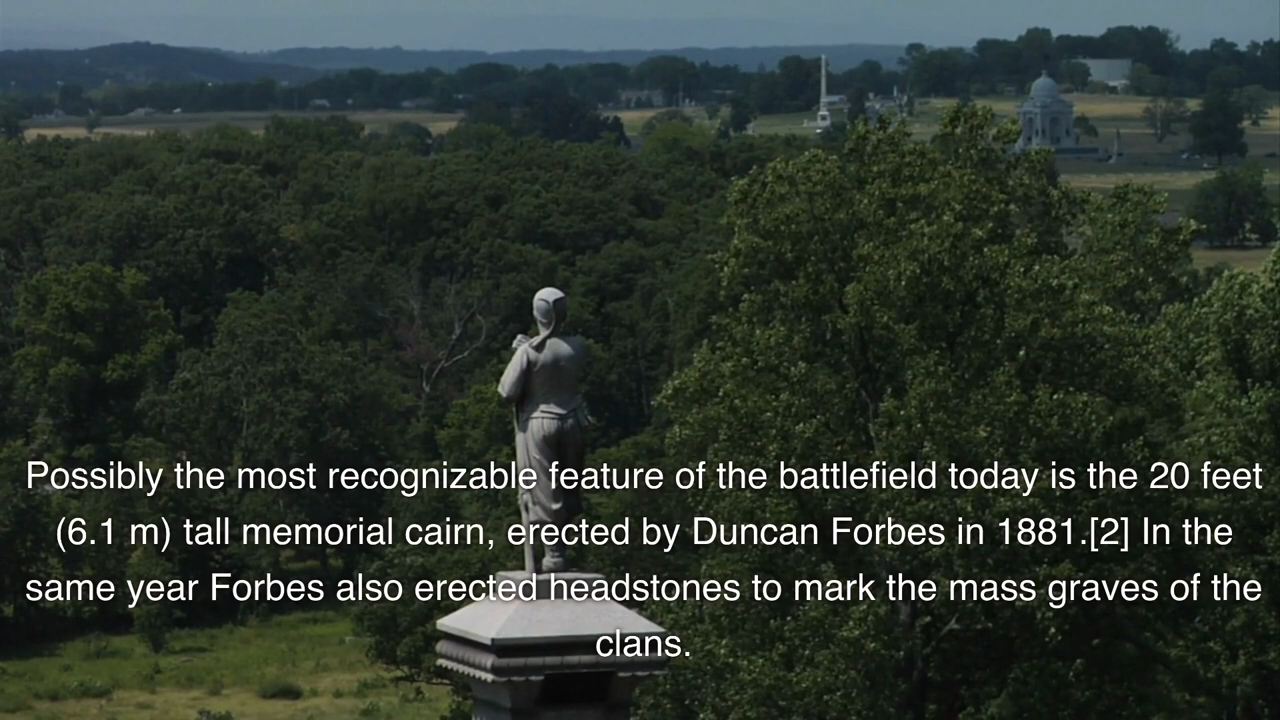 Possibly the most recognizable feature of the battlefield today is the 20 feet
(6.1 m) tall memorial cairn, erected by Duncan Forbes in 1881.[2] In the
same year Forbes also erected headstones to mark the mass graves of the
clans.